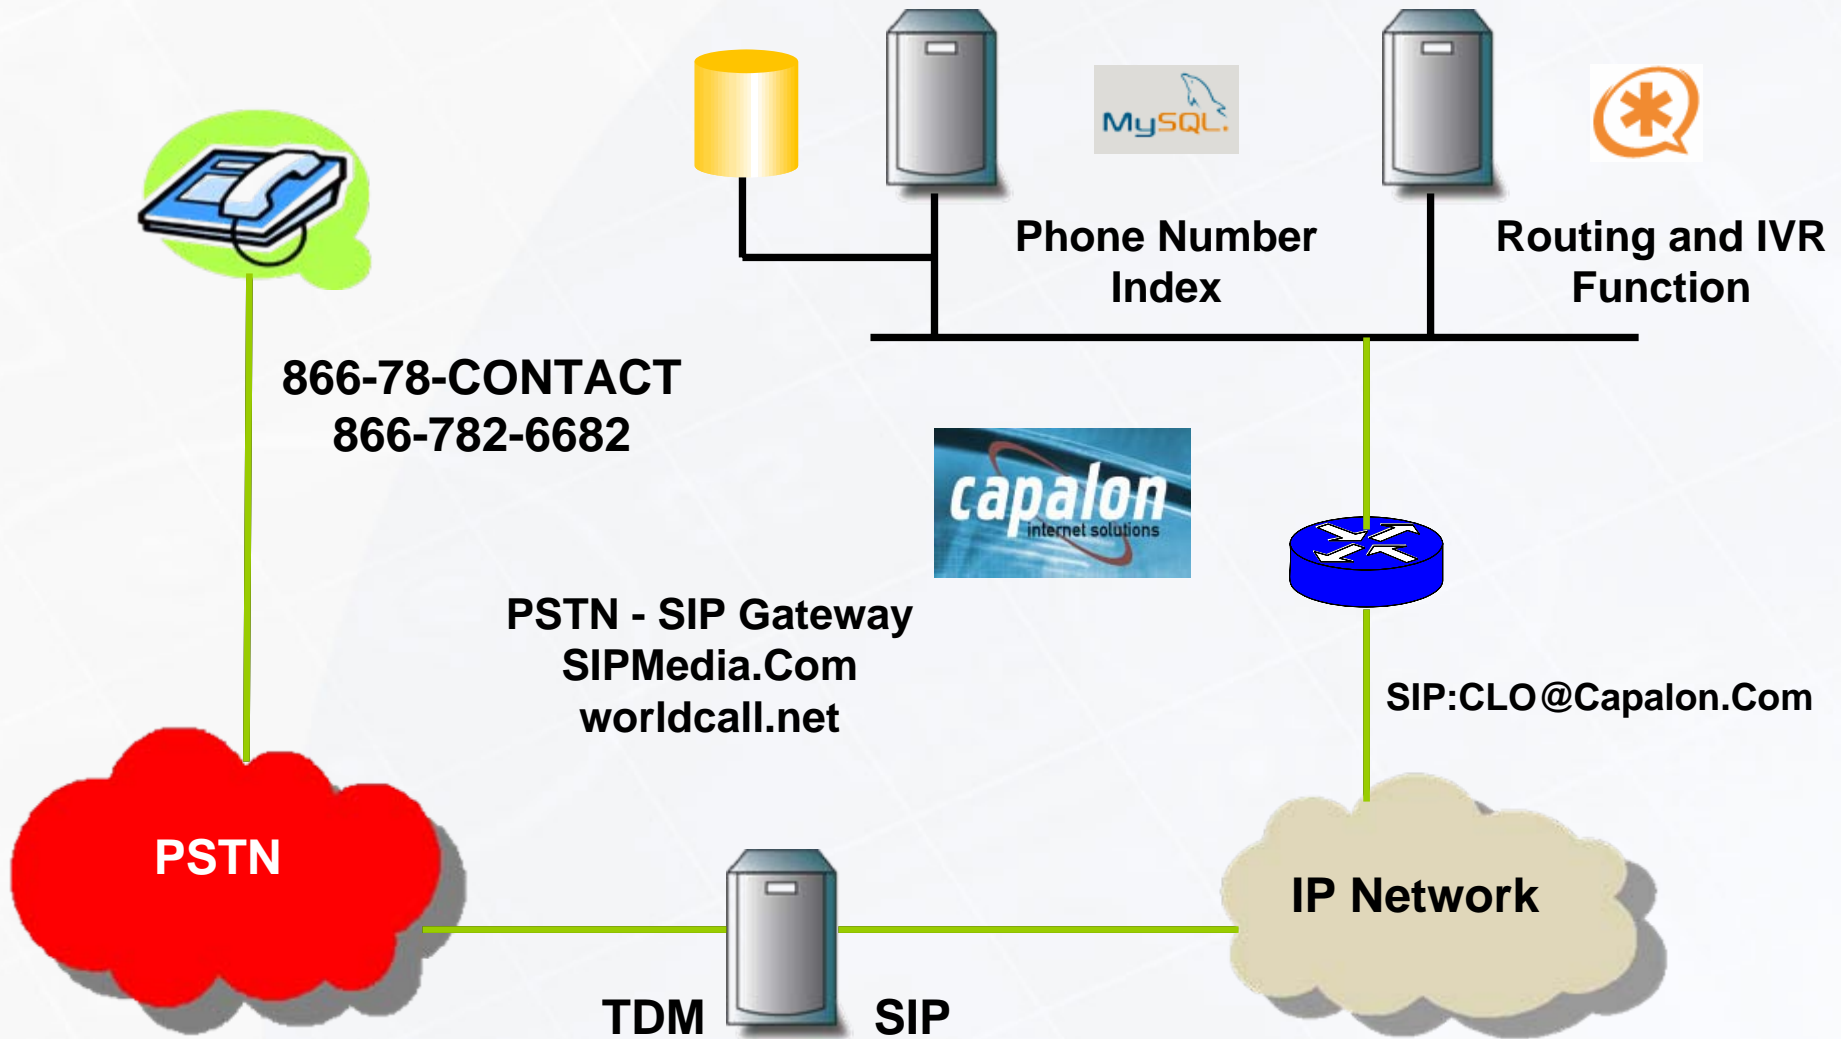 MySQL.
Phone Number
Index
Routing and IVR
Function
866-78-CONTACT
866-782-6682
capalon
internet solutions
PSTN - SIP Gateway
SIPMedia.Com
worldcall.net
SIP:CLO@Capalon.Com
PSTN
IP Network
TDM
SIP